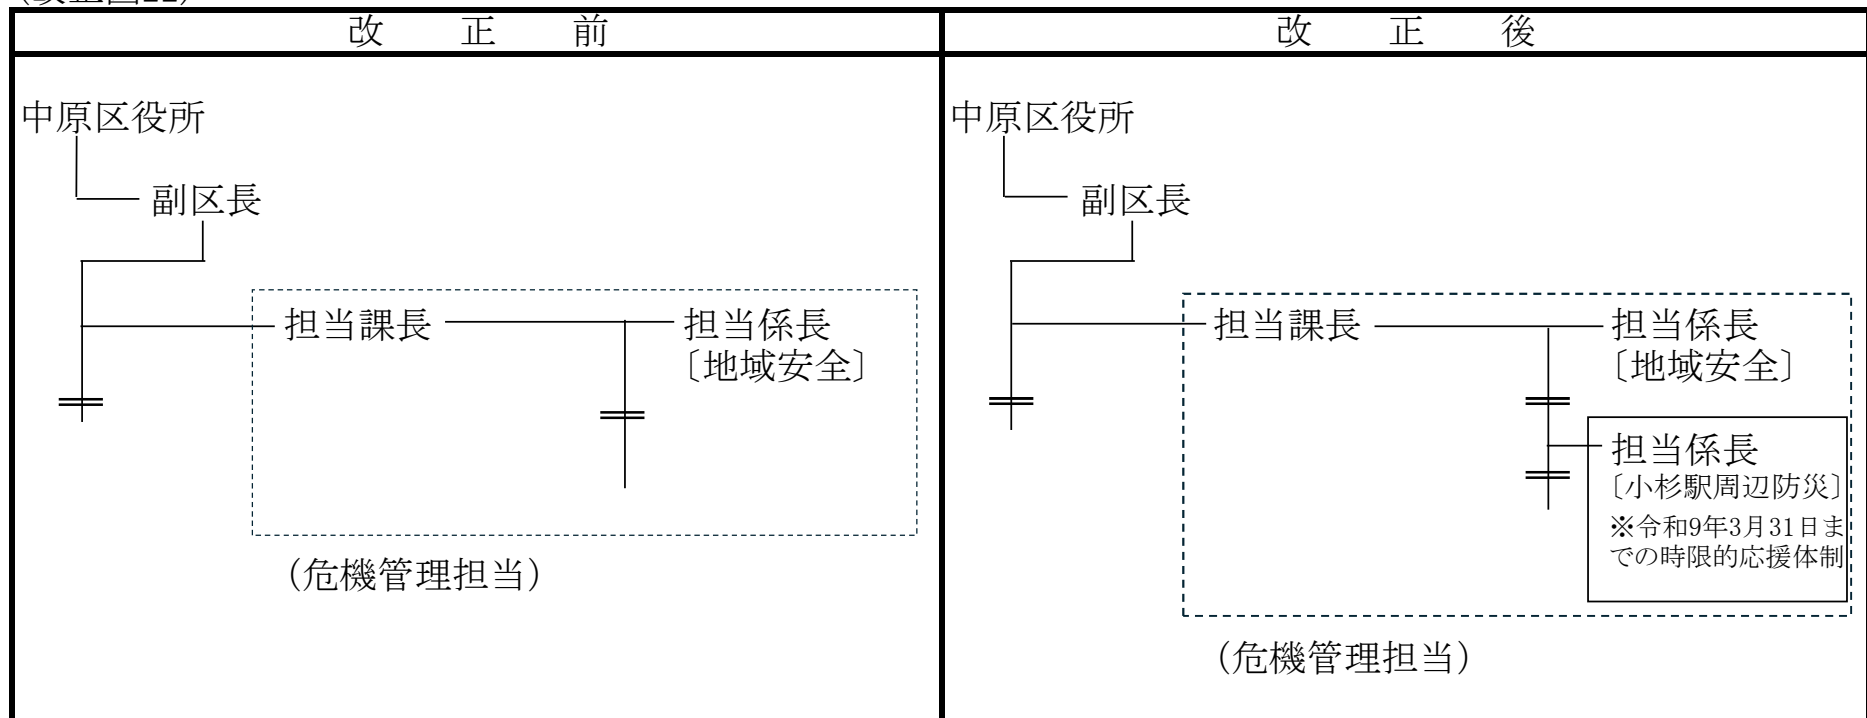 改正前
中原区役所
副区長
担当課長
担当係長
〔地域安全〕
（危機管理担当）
改正後
中原区役所
副区長
担当課長
担当係長
〔地域安全〕
担当係長
〔小杉駅周辺防災〕
※令和9年3月31日ま
での時限的応援体制
（危機管理担当）